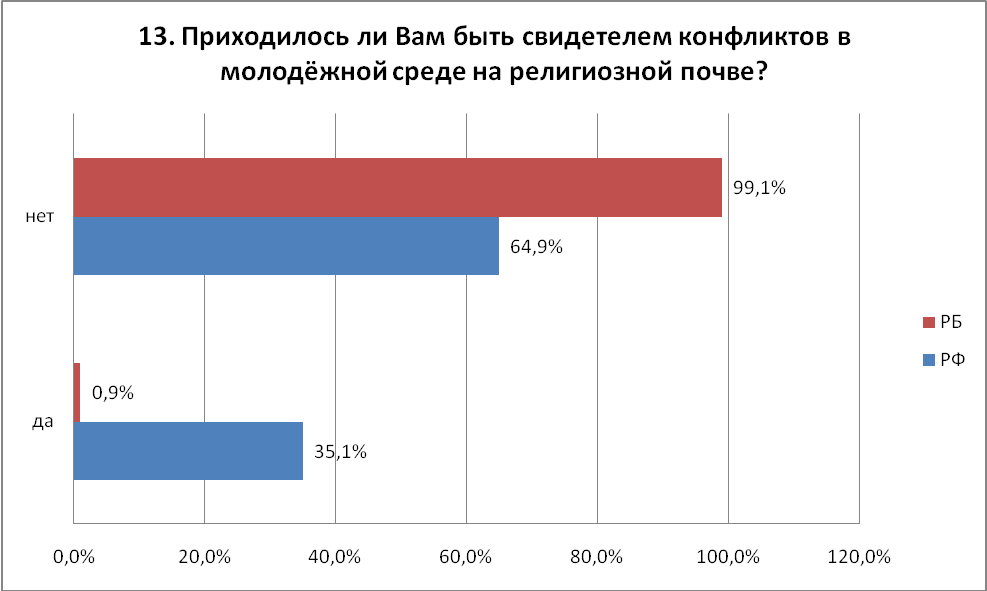 13. Приходилось ли Вам быть свидетелем конфликтов в
молодёжной среде на религиозной почве?
нет
99,1%
64,9%
да
0,9%
35,1%
РБ
РФ
0,0% 20,0% 40,0% 60,0% 80,0% 100,0% 120,0%